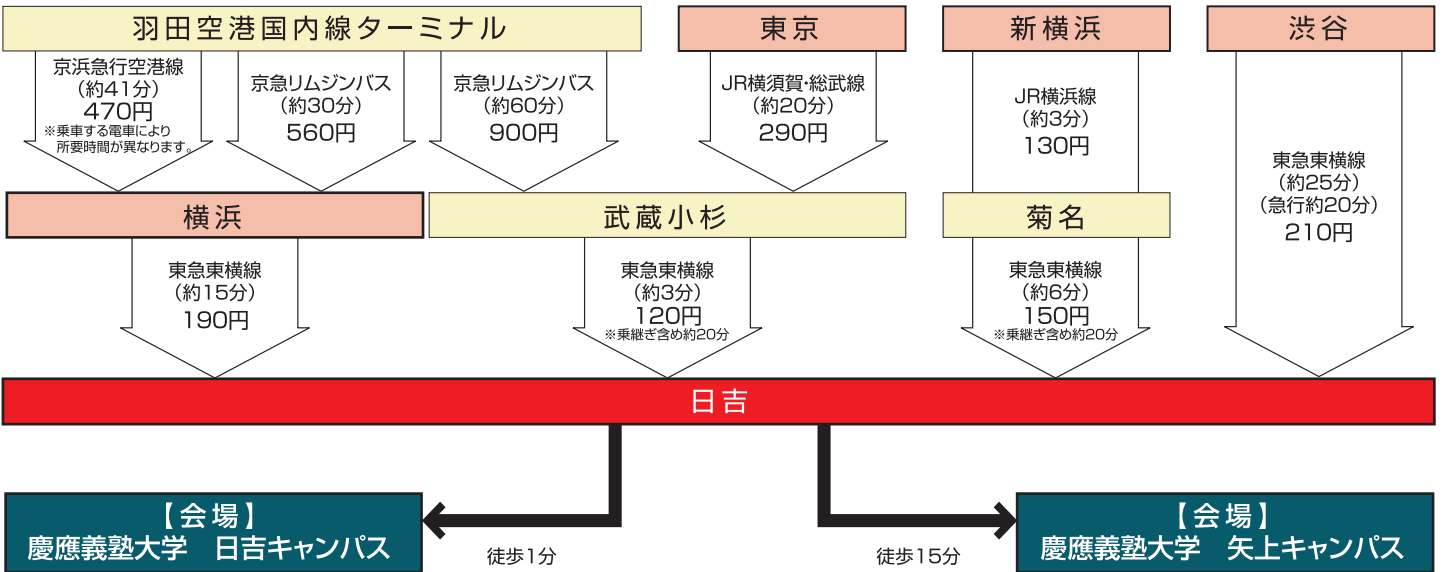 羽田空港国内線ターミナル
東京
新横浜
渋谷
京浜急行空港線
(約41分)
470円
※乗車する電車により
所要時間が異なります。
京急リムジンバス
(約30分)
560円
京急リムジンバス
(約60分)
900円
JR横須賀・総武線
(約20分)
290円
JR横浜線
(約3分)
130円
東急東横線
(約25分)
(急行約20分)
210円
横浜
武蔵小杉
菊名
東急東横線
(約15分)
190円
東急東横線
(約3分)
120円
※乗継ぎ含め約20分
東急東横線
(約6分)
150円
※乗継ぎ含め約20分
日吉
【会場】
慶應義塾大学 日吉キャンパス
徒歩1分
徒歩15分
【会場】
慶應義塾大学 矢上キャンパス